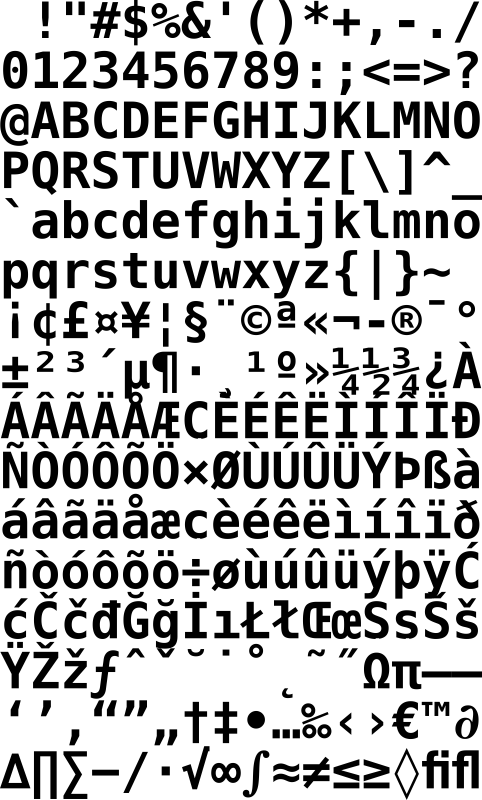 !"#$%&'()*+,-./
0123456789:;<=>?
@ABCDEFGHIJKLMNO
PQRSTUVWXYZ[\]^_
`abcdefghijklmno
pqrstuvwxyz{|}~
¡¢£¤¥¦§¨©ª«¬-®¯°
±²³´µ¶·¸¹º»¼½¾¿À
ÁÂÃÄÅÆÇÈÉÊËÌÍÎÏÐ
ÑÒÓÔÕÖ×ØÙÚÛÜÝÞßà
áâãäåæçèéêëìíîïð
ñòóôõö÷øùúûüýþÿĆ
ćČčđĞğİıŁłŒœŞşŠš
ŸŽžƒˆˇ˘˙˚˛˜˝Ωπ–—
‘’‚“”„†‡•…‰‹›€™∂
∆∏∑−∕∙√∞∫≈≠≤≥◊ﬁﬂ